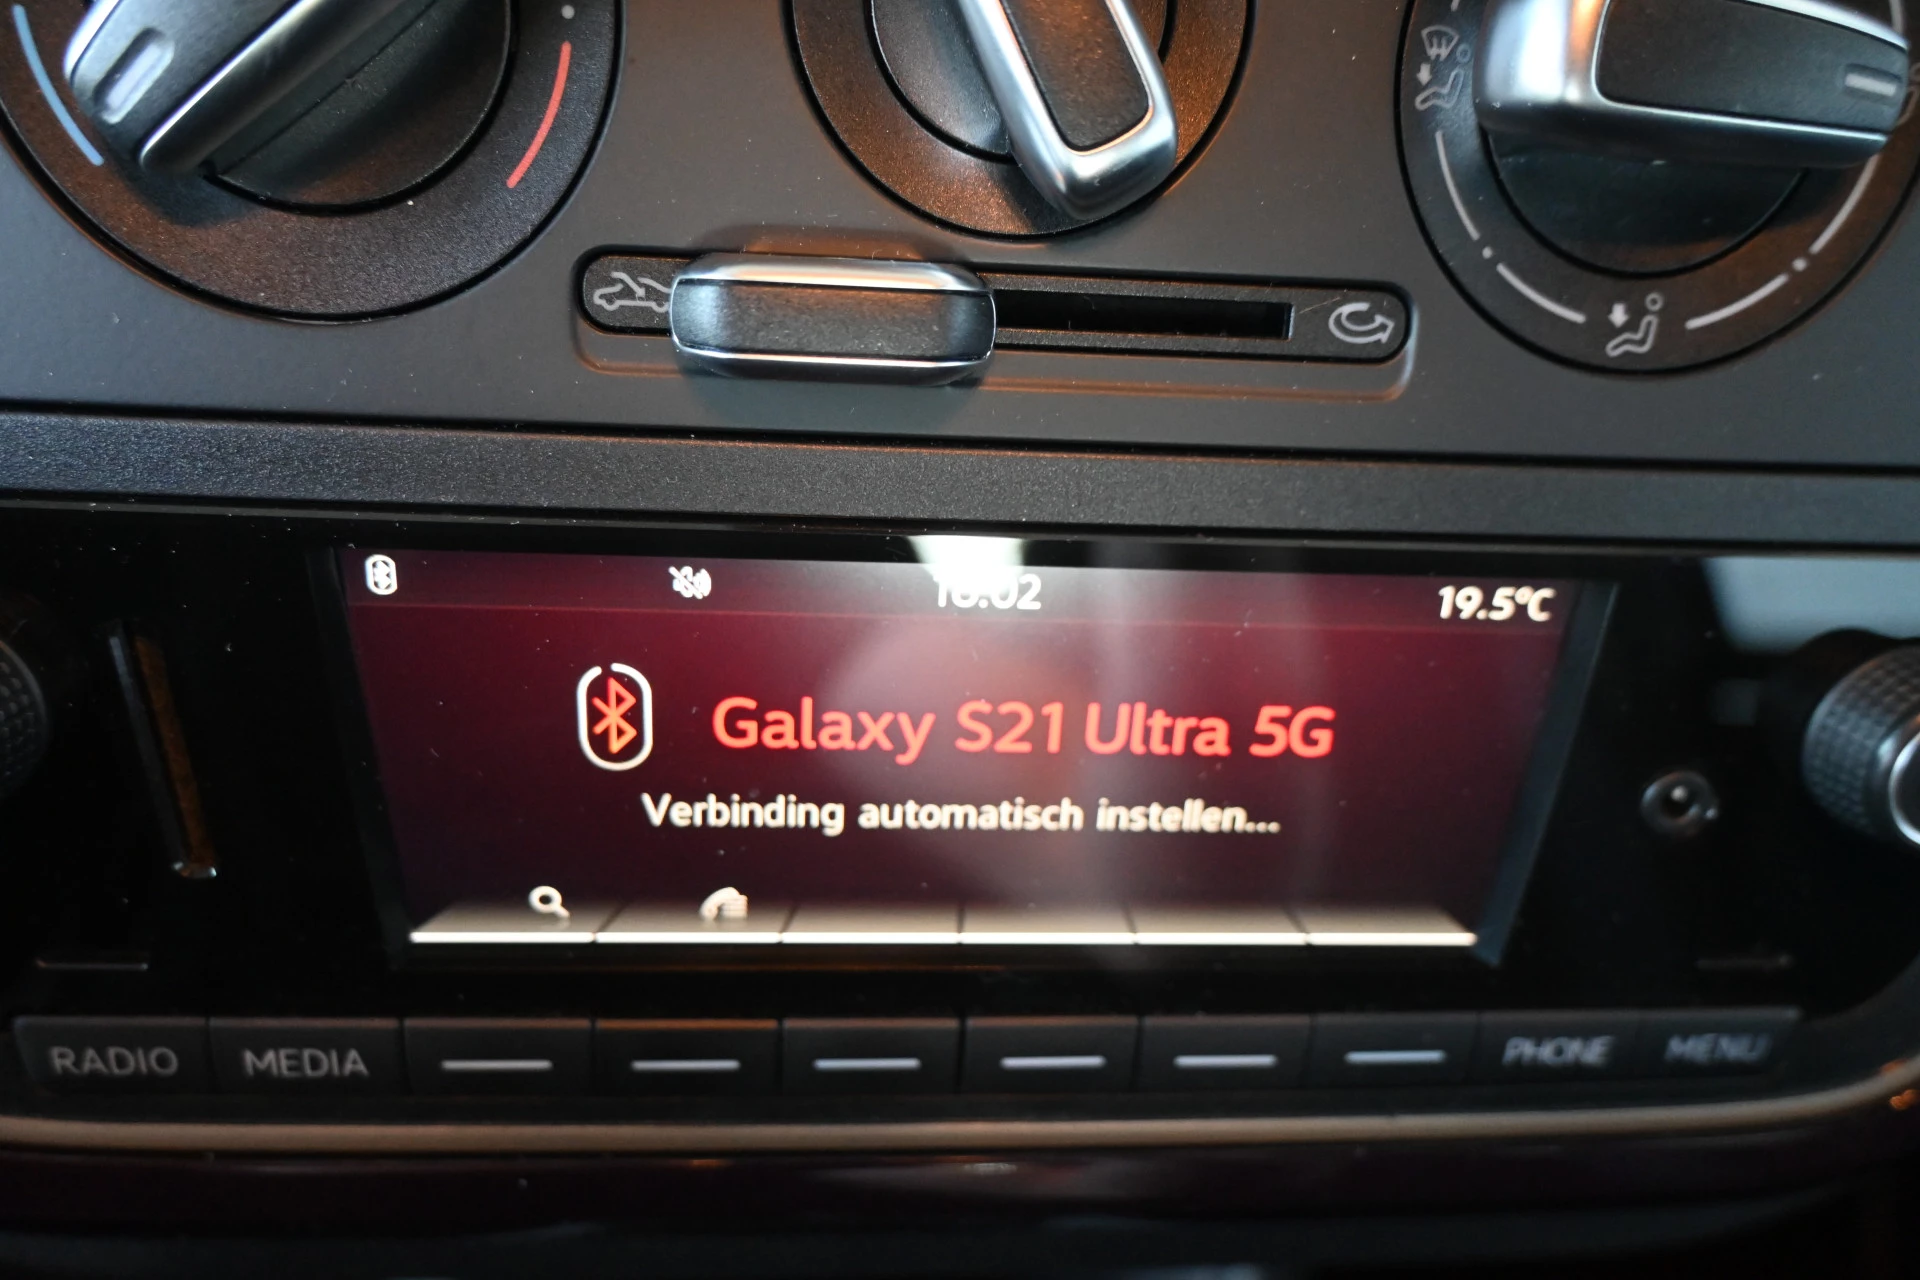 19.5°C
Galaxy S21 Ultra 5G
Verbinding automatisch instellen...
RADIO MEDIA PHONE MENU